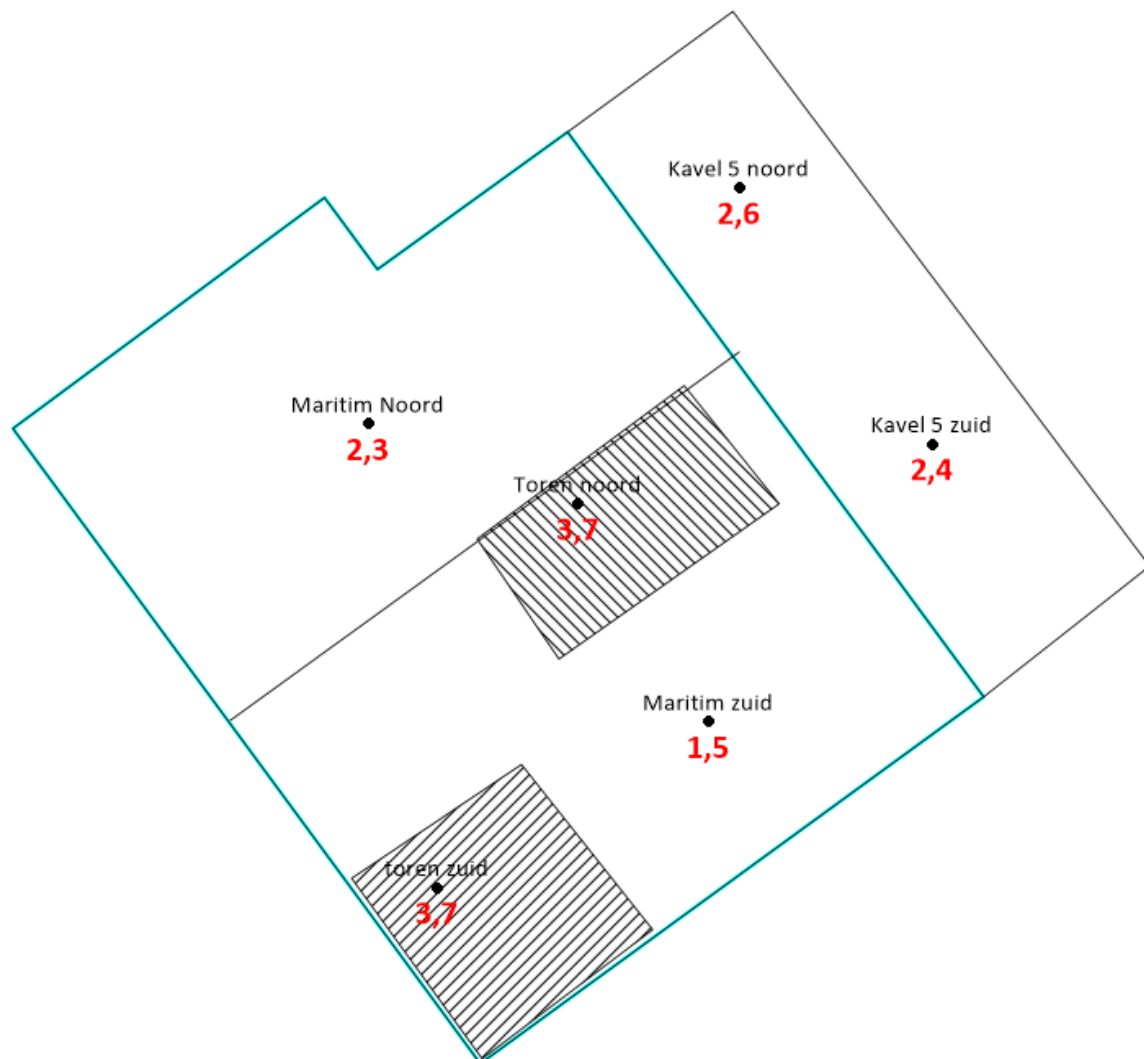 Kavel 5 noord
2,6
Maritim Noord
2,3
Kavel 5 zuid
2,4
Toren noord
3,7
Maritim zuid
1,5
toren zuid
3,7